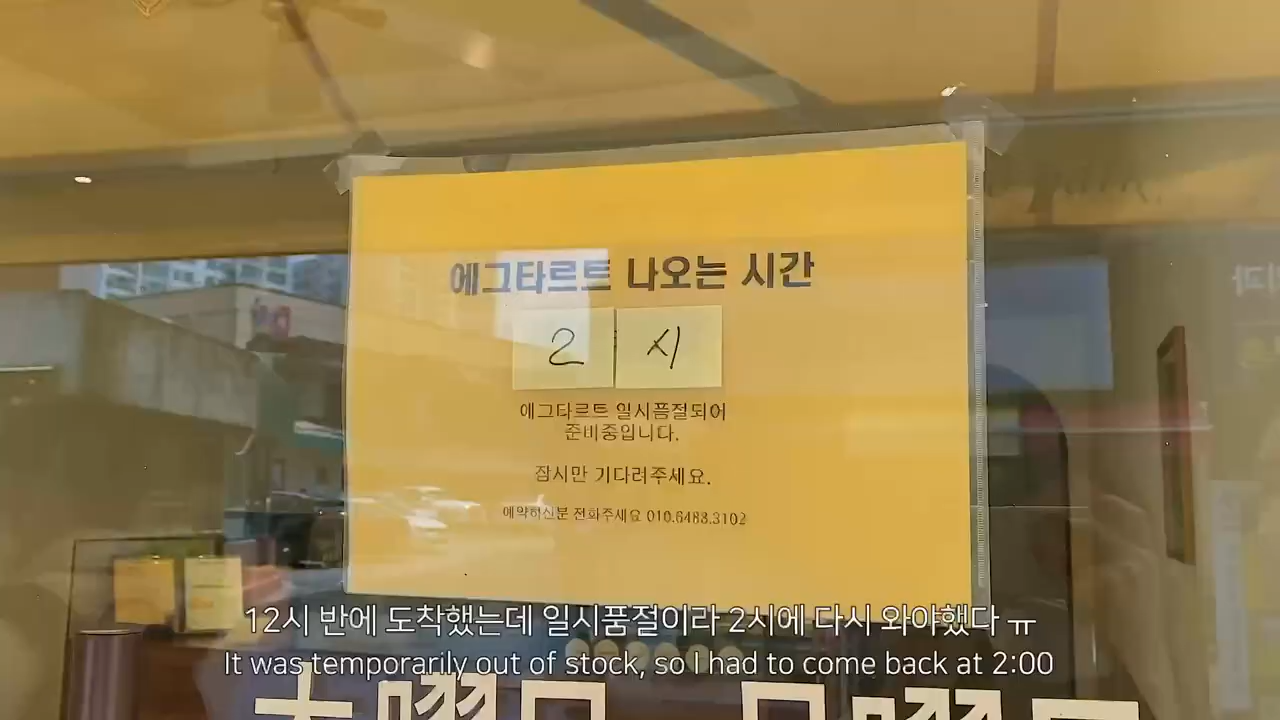 에그타르트 나오는 시간
2 시
에그타르트 일시품절되어
준비중입니다.
잠시만 기다려주세요.
예약하신분 전화주세요 010.6488.3102
12시 반에 도착했는데 일시품절이라 2시에 다시 와야했다 ㅠ
It was temporarily out of stock, so I had to come back at 2:00